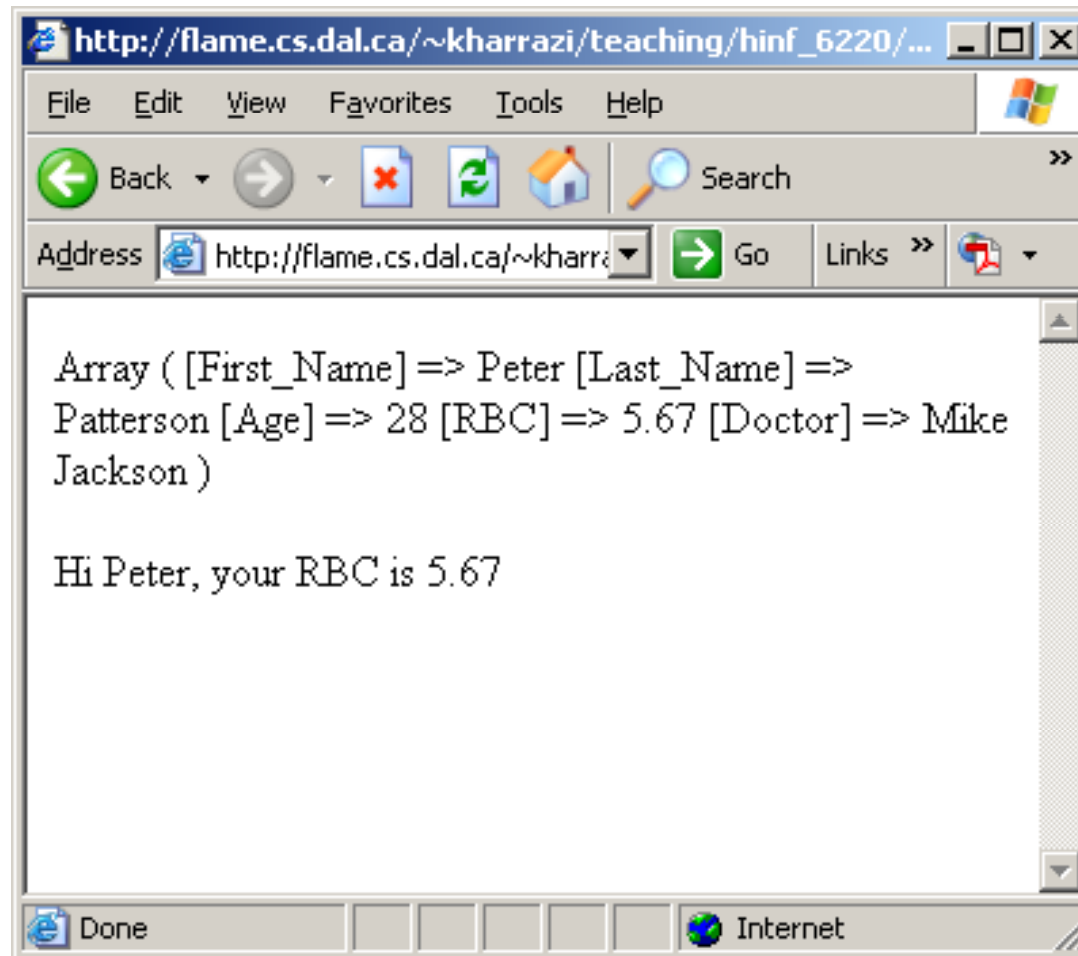 http://flame.cs.dal.ca/~kharrazi/teaching/hinf_6220/...
File Edit View Favorites Tools Help
Back Search »
Address http://flame.cs.dal.ca/~kharra Go Links »
Array ( [First_Name] => Peter [Last_Name] =>
Patterson [Age] => 28 [RBC] => 5.67 [Doctor] => Mike
Jackson )
Hi Peter, your RBC is 5.67
Done Internet